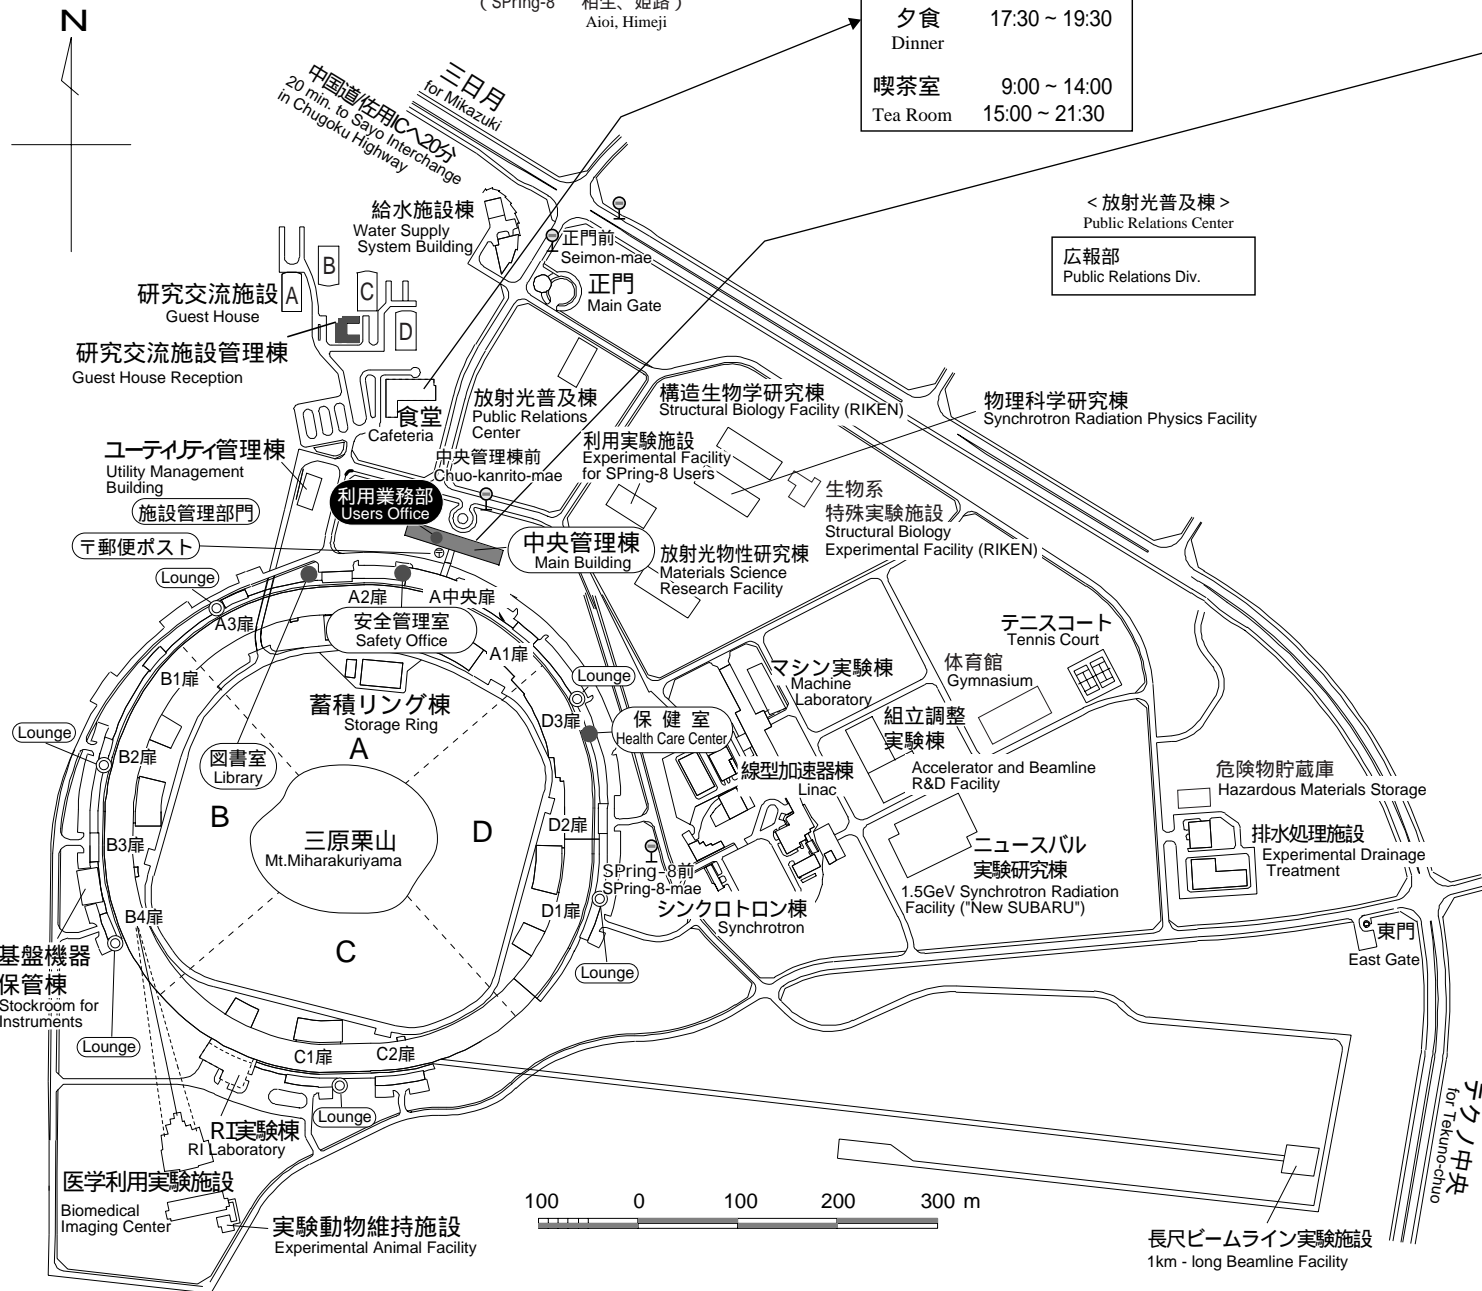 N
（ SPring-8　相生、姫路 ）
Aioi, Himeji
夕食 17:30 ~ 19:30
Dinner
喫茶室 9:00 ~ 14:00
Tea Room 15:00 ~ 21:30
三日月
for Mikazuki
中国道/佐用ICへ20分
20 min. to Sayo Interchange
in Chugoku Highway
給水施設棟
Water Supply
System Building
正門前
Seimon-mae
正門
Main Gate
< 放射光普及棟 >
Public Relations Center
広報部
Public Relations Div.
A
B
C
D
研究交流施設
Guest House
研究交流施設管理棟
Guest House Reception
食堂
Cafeteria
放射光普及棟
Public Relations
Center
構造生物学研究棟
Structural Biology Facility (RIKEN)
物理科学研究棟
Synchrotron Radiation Physics Facility
ユーティリティ管理棟
Utility Management
Building
施設管理部門
中央管理棟前
Chuo-kanrito-mae
利用実験施設
Experimental Facility
for SPring-8 Users
利用業務部
Users Office
生物系
特殊実験施設
Structural Biology
Experimental Facility (RIKEN)
〒郵便ポスト
〒
中央管理棟
Main Building
放射光物性研究棟
Materials Science
Research Facility
Lounge
A2扉
A中央扉
A3扉
安全管理室
Safety Office
A1扉
テニスコート
Tennis Court
体育館
Gymnasium
マシン実験棟
Machine
Laboratory
B1扉
Lounge
蓄積リング棟
Storage Ring
D3扉
保 健 室
Health Care Center
組立調整
実験棟
Accelerator and Beamline
R&D Facility
Lounge
B2扉
図書室
Library
A
線型加速器棟
Linac
危険物貯蔵庫
Hazardous Materials Storage
B
三原栗山
Mt.Miharakuriyama
D
D2扉
B3扉
SPring-8前
SPring-8-mae
ニュースバル
実験研究棟
1.5GeV Synchrotron Radiation
Facility ("New SUBARU")
排水処理施設
Experimental Drainage
Treatment
B4扉
D1扉
シンクロトロン棟
Synchrotron
東門
East Gate
基盤機器
保管棟
Stockroom for
Instruments
C
Lounge
Lounge
C1扉
C2扉
Lounge
RI実験棟
RI Laboratory
医学利用実験施設
Biomedical
Imaging Center
実験動物維持施設
Experimental Animal Facility
100 0 100 200 300 m
テクノ中央
for Tekuno-chuo
長尺ビームライン実験施設
1km - long Beamline Facility